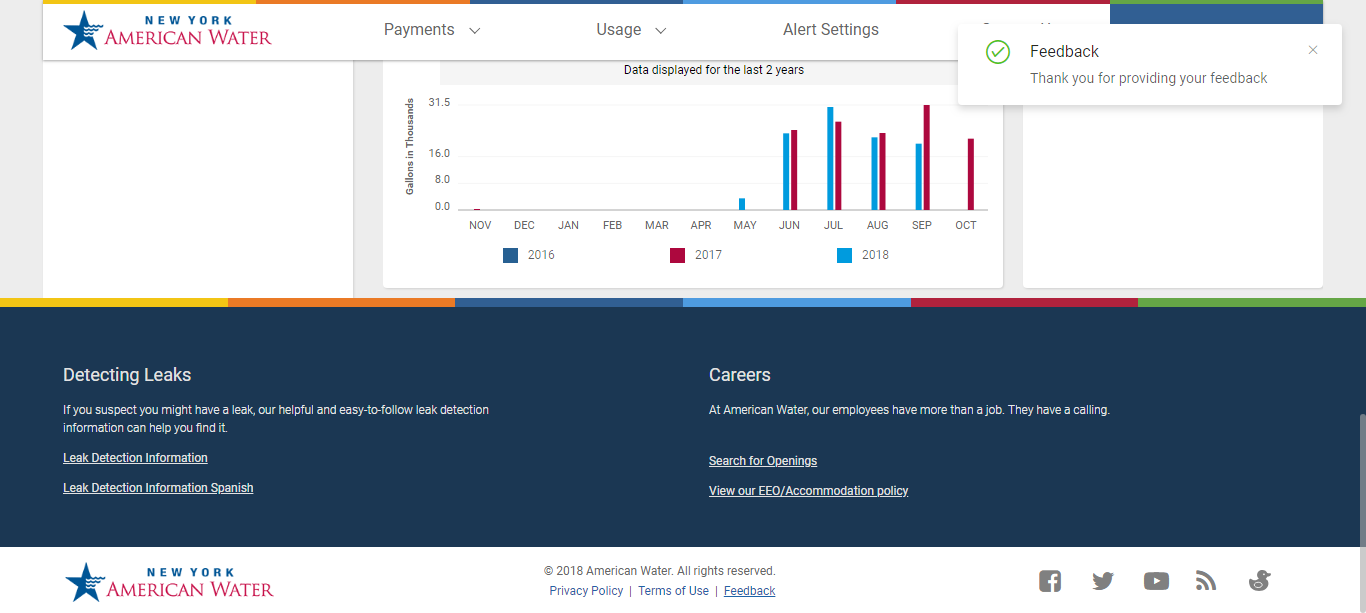 NEW YORK
AMERICAN WATER
Payments
Usage
Alert Settings
Feedback
Thank you for providing your feedback
Data displayed for the last 2 years
Gallons in Thousands
31.5
16.0
8.0
0.0
NOV DEC JAN FEB MAR APR MAY JUN JUL AUG SEP OCT
2016 2017 2018
Detecting Leaks
If you suspect you might have a leak, our helpful and easy-to-follow leak detection
information can help you find it.
Leak Detection Information
Leak Detection Information Spanish
Careers
At American Water, our employees have more than a job. They have a calling.
Search for Openings
View our EEO/Accommodation policy
NEW YORK
AMERICAN WATER
© 2018 American Water. All rights reserved.
Privacy Policy | Terms of Use | Feedback